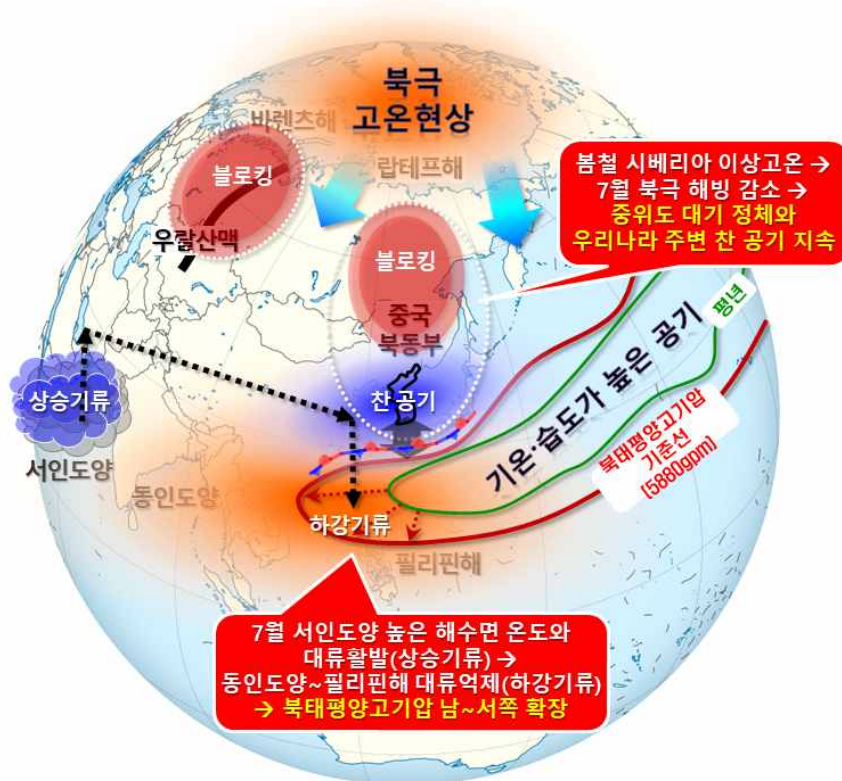 북극
고온현상
바렌츠해
랍테프해
블로킹
우랄산맥
블로킹
중국
북동부
찬 공기
봄철 시베리아 이상고온 →
7월 북극 해빙 감소 →
중위도 대기 정체와
우리나라 주변 찬 공기 지속
평년
기온·습도가 높은 공기
북태평양고기압
기준선
(5880gpm)
상승기류
서인도양
동인도양
하강기류
필리핀해
7월 서인도양 높은 해수면 온도와
대류활발(상승기류) →
동인도양~필리핀해 대류억제(하강기류)
→ 북태평양고기압 남~서쪽 확장